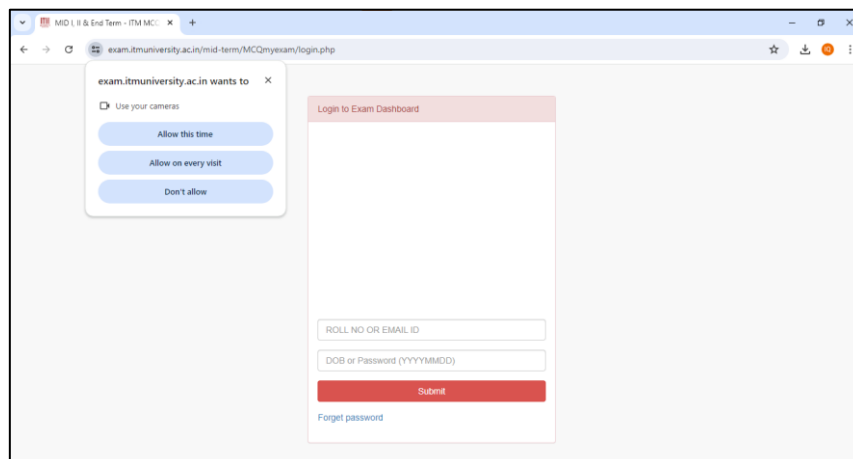 MID I, II & End Term - ITM MCC
exam.itmuniversity.ac.in/mid-term/MCQmyexam/login.php
exam.itmuniversity.ac.in wants to
Use your cameras
Allow this time
Allow on every visit
Don't allow
Login to Exam Dashboard
ROLL NO OR EMAIL ID
DOB or Password (YYYYMMDD)
Submit
Forget password